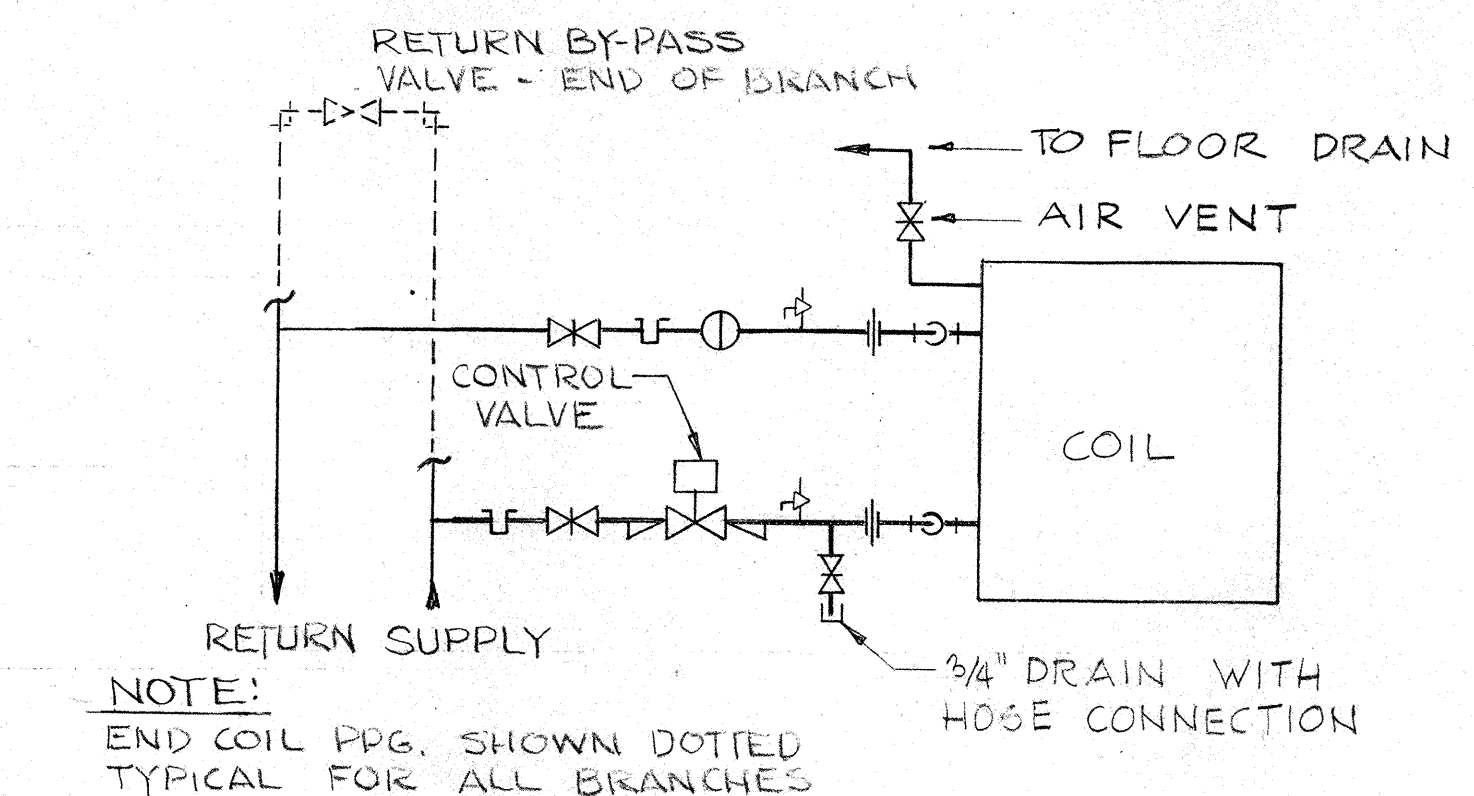 RETURN BY-PASS
VALVE - END OF BRANCH
TO FLOOR DRAIN
AIR VENT
CONTROL
VALVE
COIL
RETURN SUPPLY
3/4" DRAIN WITH
HOSE CONNECTION
NOTE:
END COIL PPG. SHOWN DOTTED
TYPICAL FOR ALL BRANCHES